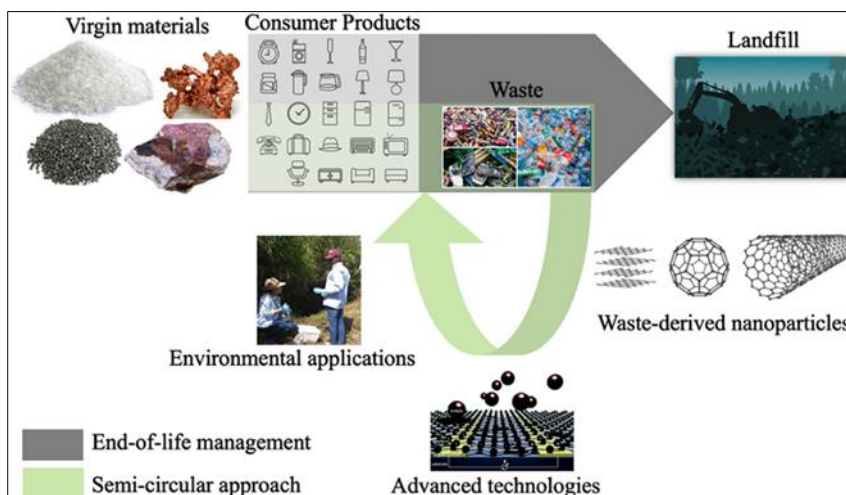 Virgin materials
Consumer Products
Landfill
Waste
Waste-derived nanoparticles
Environmental applications
Advanced technologies
End-of-life management
Semi-circular approach